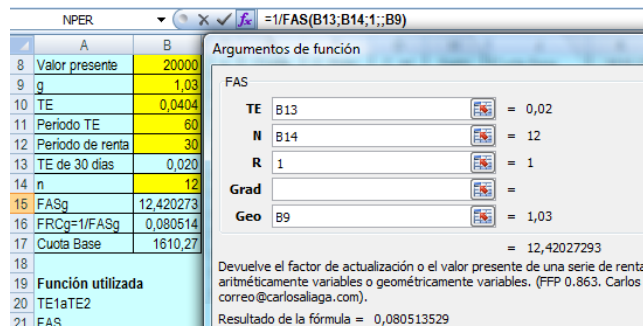 NPER =1/FAS(B13;B14;1;;B9)
A B
8 Valor presente 20000
9 g 1,03
10 TE 0,0404
11 Periodo TE 60
12 Periodo de renta 30
13 TE de 30 días 0,020
14 n 12
15 FASg 12,420273
16 FRCg=1/FASg 0,080514
17 Cuota Base 1610,27
18
19 Función utilizada
20 TE1aTE2
21 FAS
Argumentos de función
FAS
TE B13 = 0,02
N B14 = 12
R 1 = 1
Grad =
Geo B9 = 1,03
= 12,42027293
Devuelve el factor de actualización o el valor presente de una serie de renta
aritméticamente variables o geométricamente variables. (FFP 0.863. Carlos
correo@carlosaliaga.com).
Resultado de la fórmula = 0,080513529